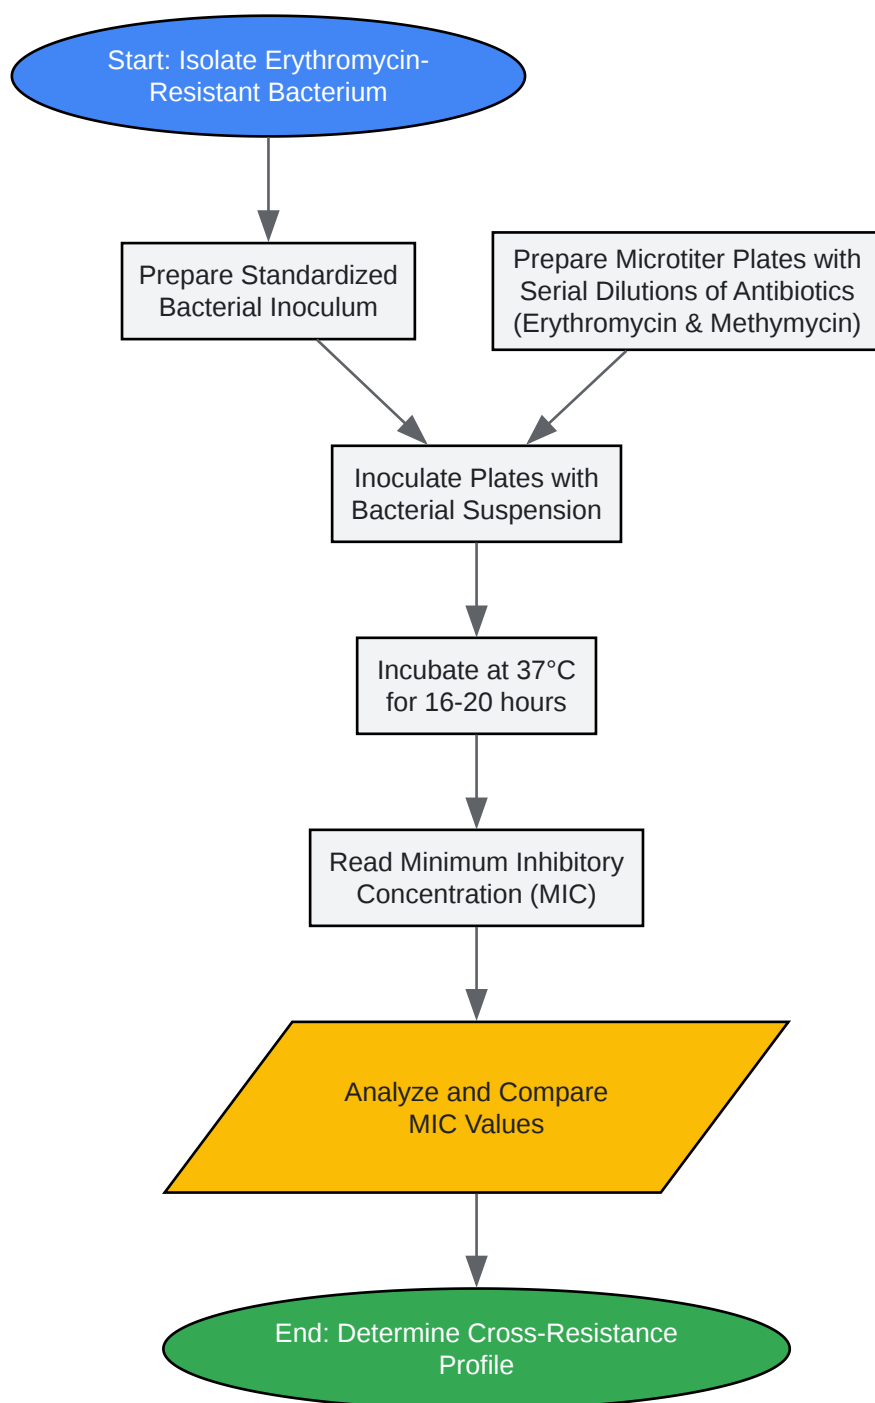 Start: Isolate Erythromycin-
Resistant Bacterium
Prepare Standardized
Bacterial Inoculum
Prepare Microtiter Plates with
Serial Dilutions of Antibiotics
(Erythromycin & Methymycin)
Inoculate Plates with
Bacterial Suspension
Incubate at 37°C
for 16-20 hours
Read Minimum Inhibitory
Concentration (MIC)
Analyze and Compare
MIC Values
End: Determine Cross-Resistance
Profile